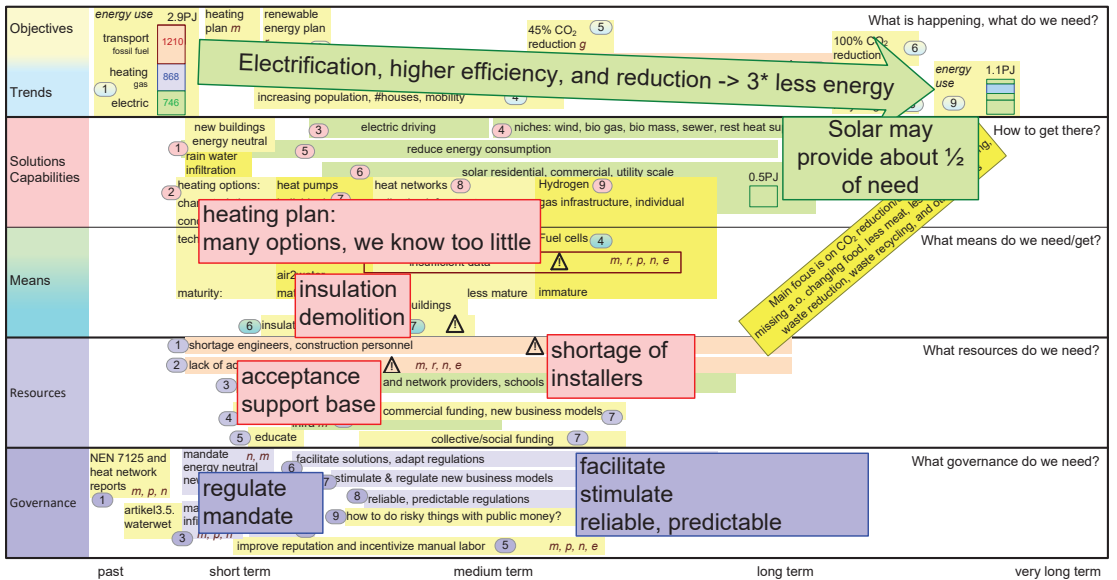 Objectives
Trends
energy use
2.9PJ
transport
fossil fuel
1210
heating
gas
868
electric
746
1
heating
plan m
renewable
energy plan
45% CO2
reduction g
5
100% CO2
reduction
6
What is happening, what do we need?
Electrification, higher efficiency, and reduction -> 3* less energy
increasing population, #houses, mobility
4
energy
use
9
1.1PJ
Solutions
Capabilities
How to get there?
new buildings
energy neutral
1
rain water
infiltration
3
electric driving
4
niches: wind, bio gas, bio mass, sewer, rest heat
5
reduce energy consumption
6
solar residential, commercial, utility scale
0.5PJ
Solar may
provide about ½
of need
2
heating options:
heat pumps
7
heat networks
8
Hydrogen
9
gas infrastructure, individual
heating plan:
many options, we know too little
Means
What means do we need/get?
Fuel cells
4
insufficient data
m, r, p, n, e
maturity:
less mature
immature
insulation
demolition
6
7
Main focus is on CO2
missing a.o. changing food, less meat,
waste reduction, waste recycling, and
Resources
What resources do we need?
1
shortage engineers, construction personnel
2
lack of
m, r, n, e
3
and network providers, schools
acceptance
support base
shortage of
installers
4
commercial funding, new business models
7
5
educate
collective/social funding
7
Governance
What governance do we need?
NEN 7125 and
heat network
reports
m, p, n
1
mandate
n, m
energy neutral
6
facilitate solutions, adapt regulations
7
stimulate & regulate new business models
8
reliable, predictable regulations
9
how to do risky things with public money?
regulate
mandate
facilitate
stimulate
reliable, predictable
artikel3.5.
waterwet
3
m, p, n
improve reputation and incentivize manual labor
5
m, p, n, e
past
short term
medium term
long term
very long term